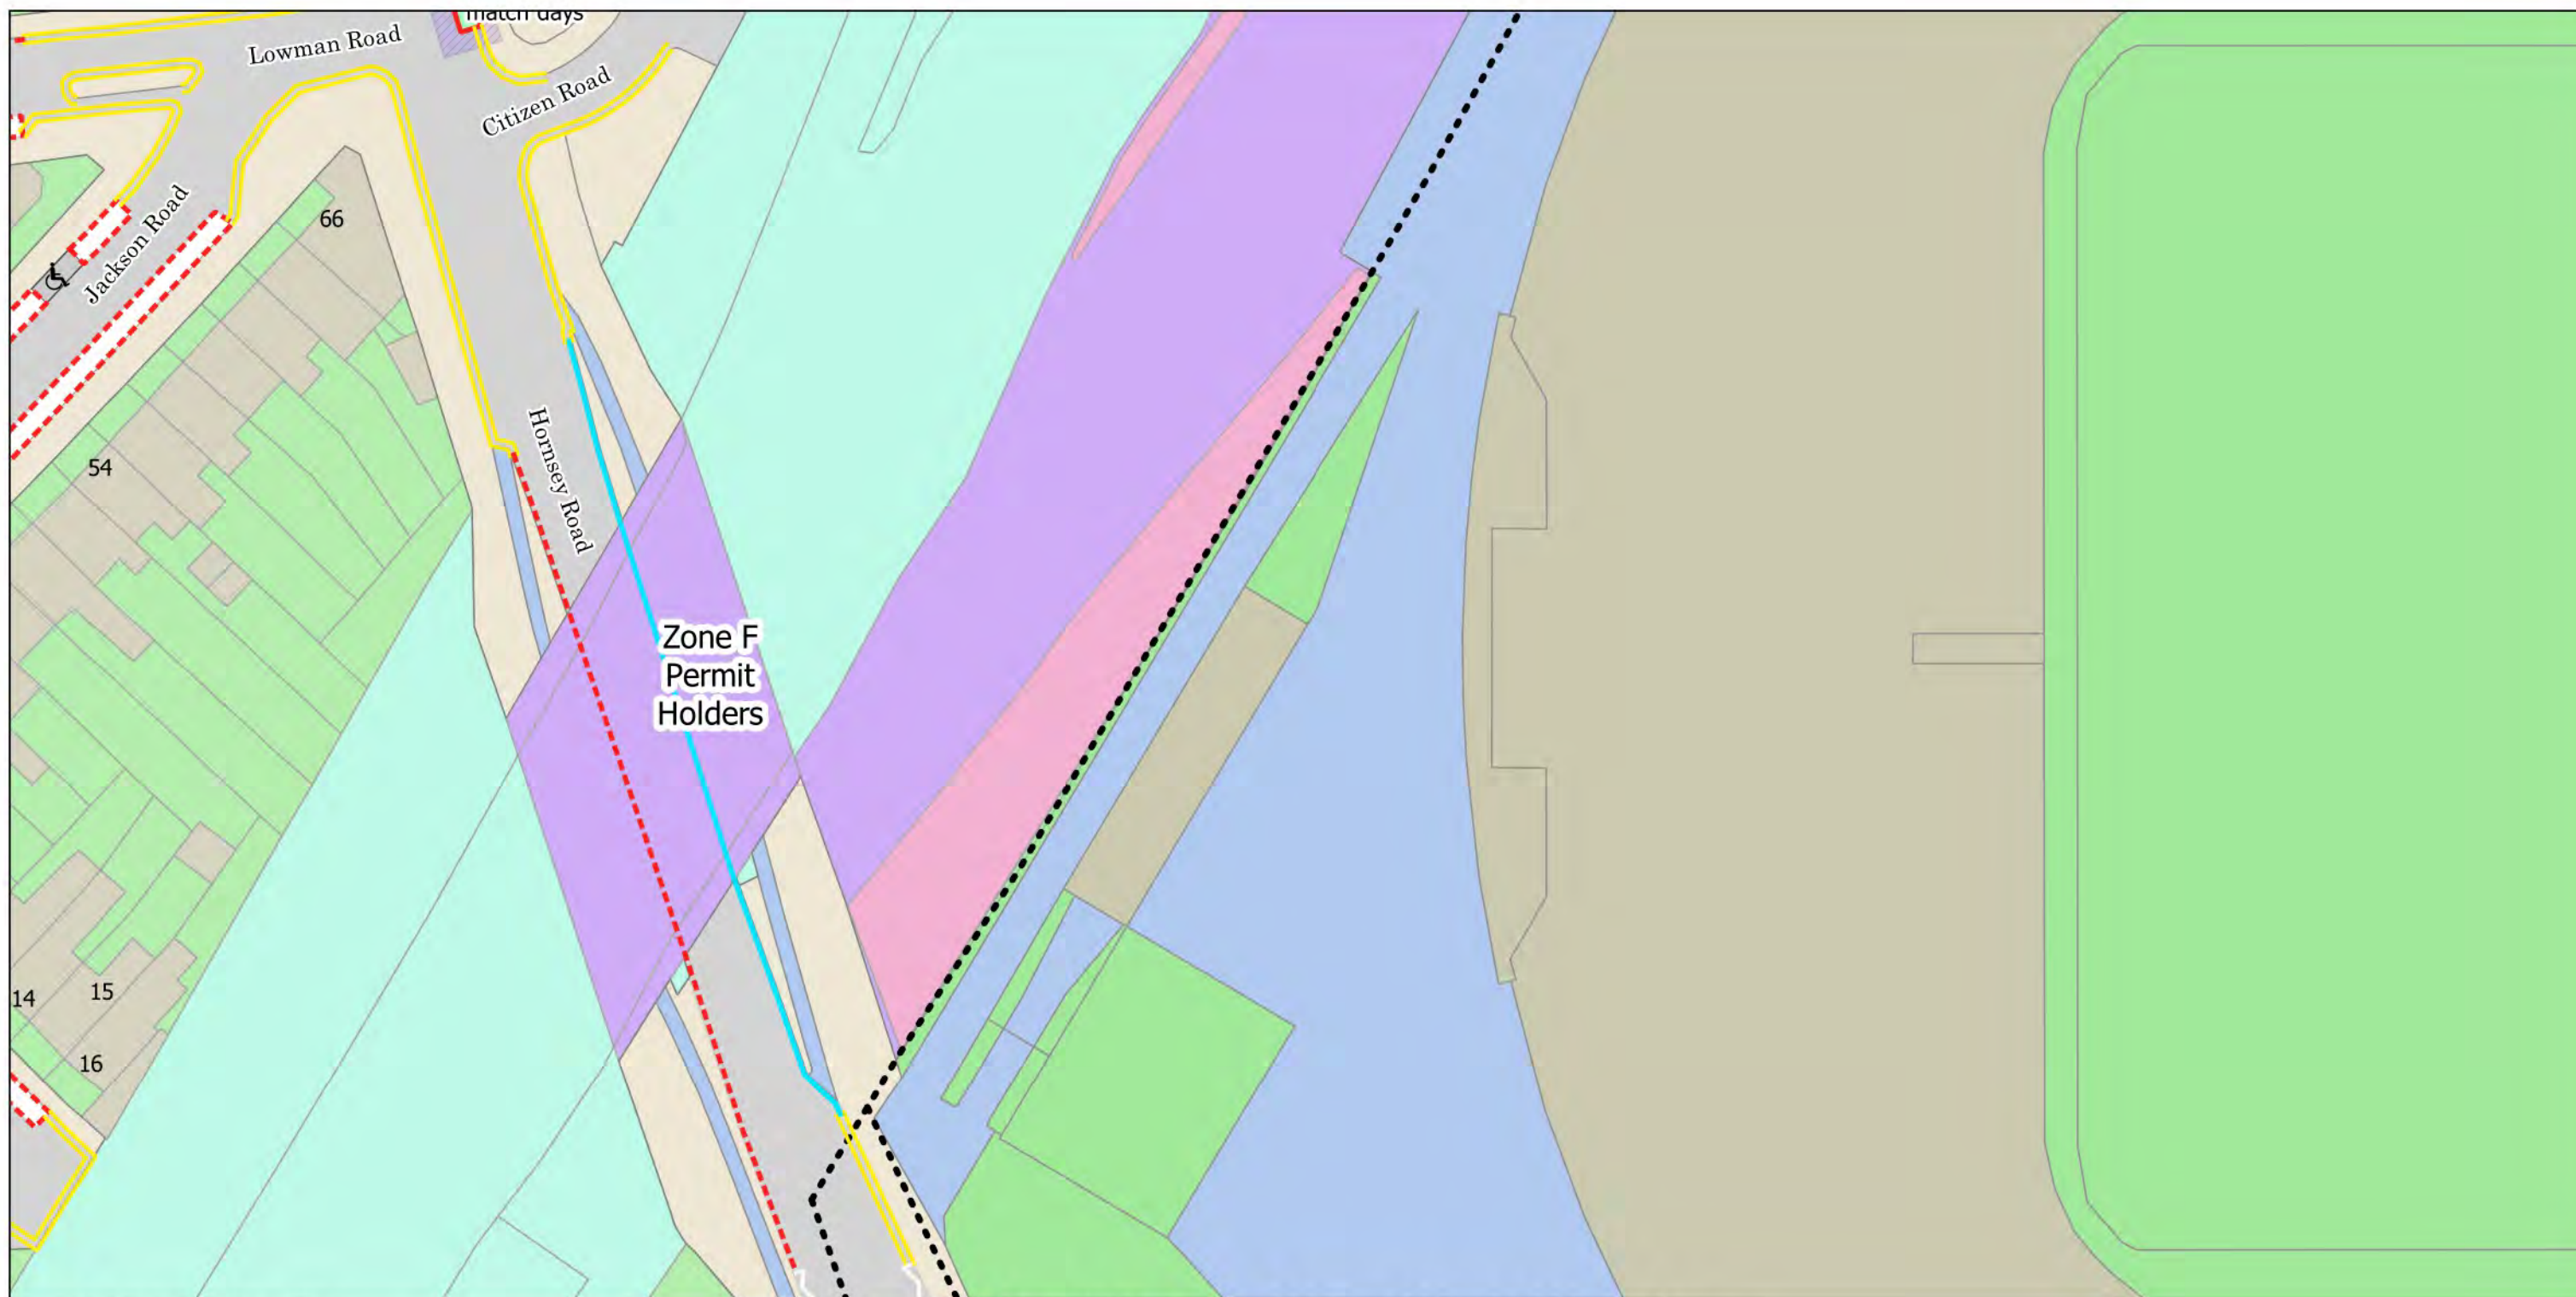 match days
Lowman Road
Citizen Road
Jackson Road
66
54
Hornsey Road
Zone F
Permit
Holders
14
15
16